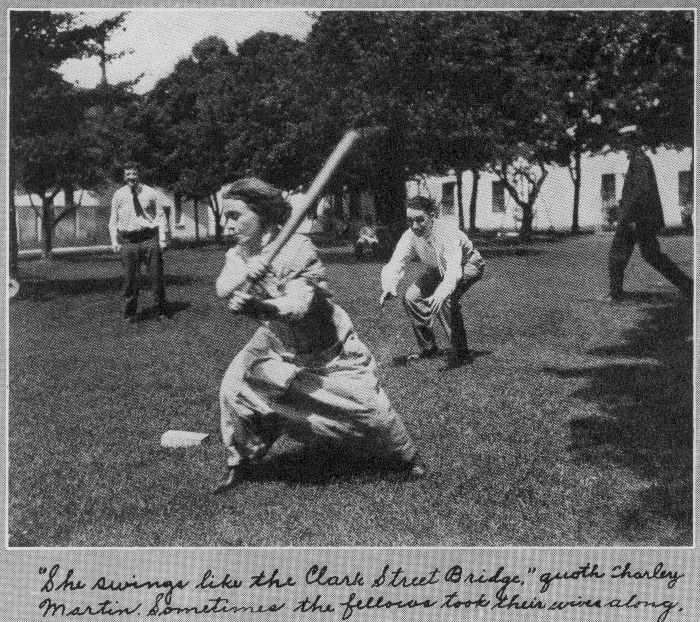 "She swings like the Clark Street Bridge," quoth Charley
Martin. Sometimes the fellows took their wives along.